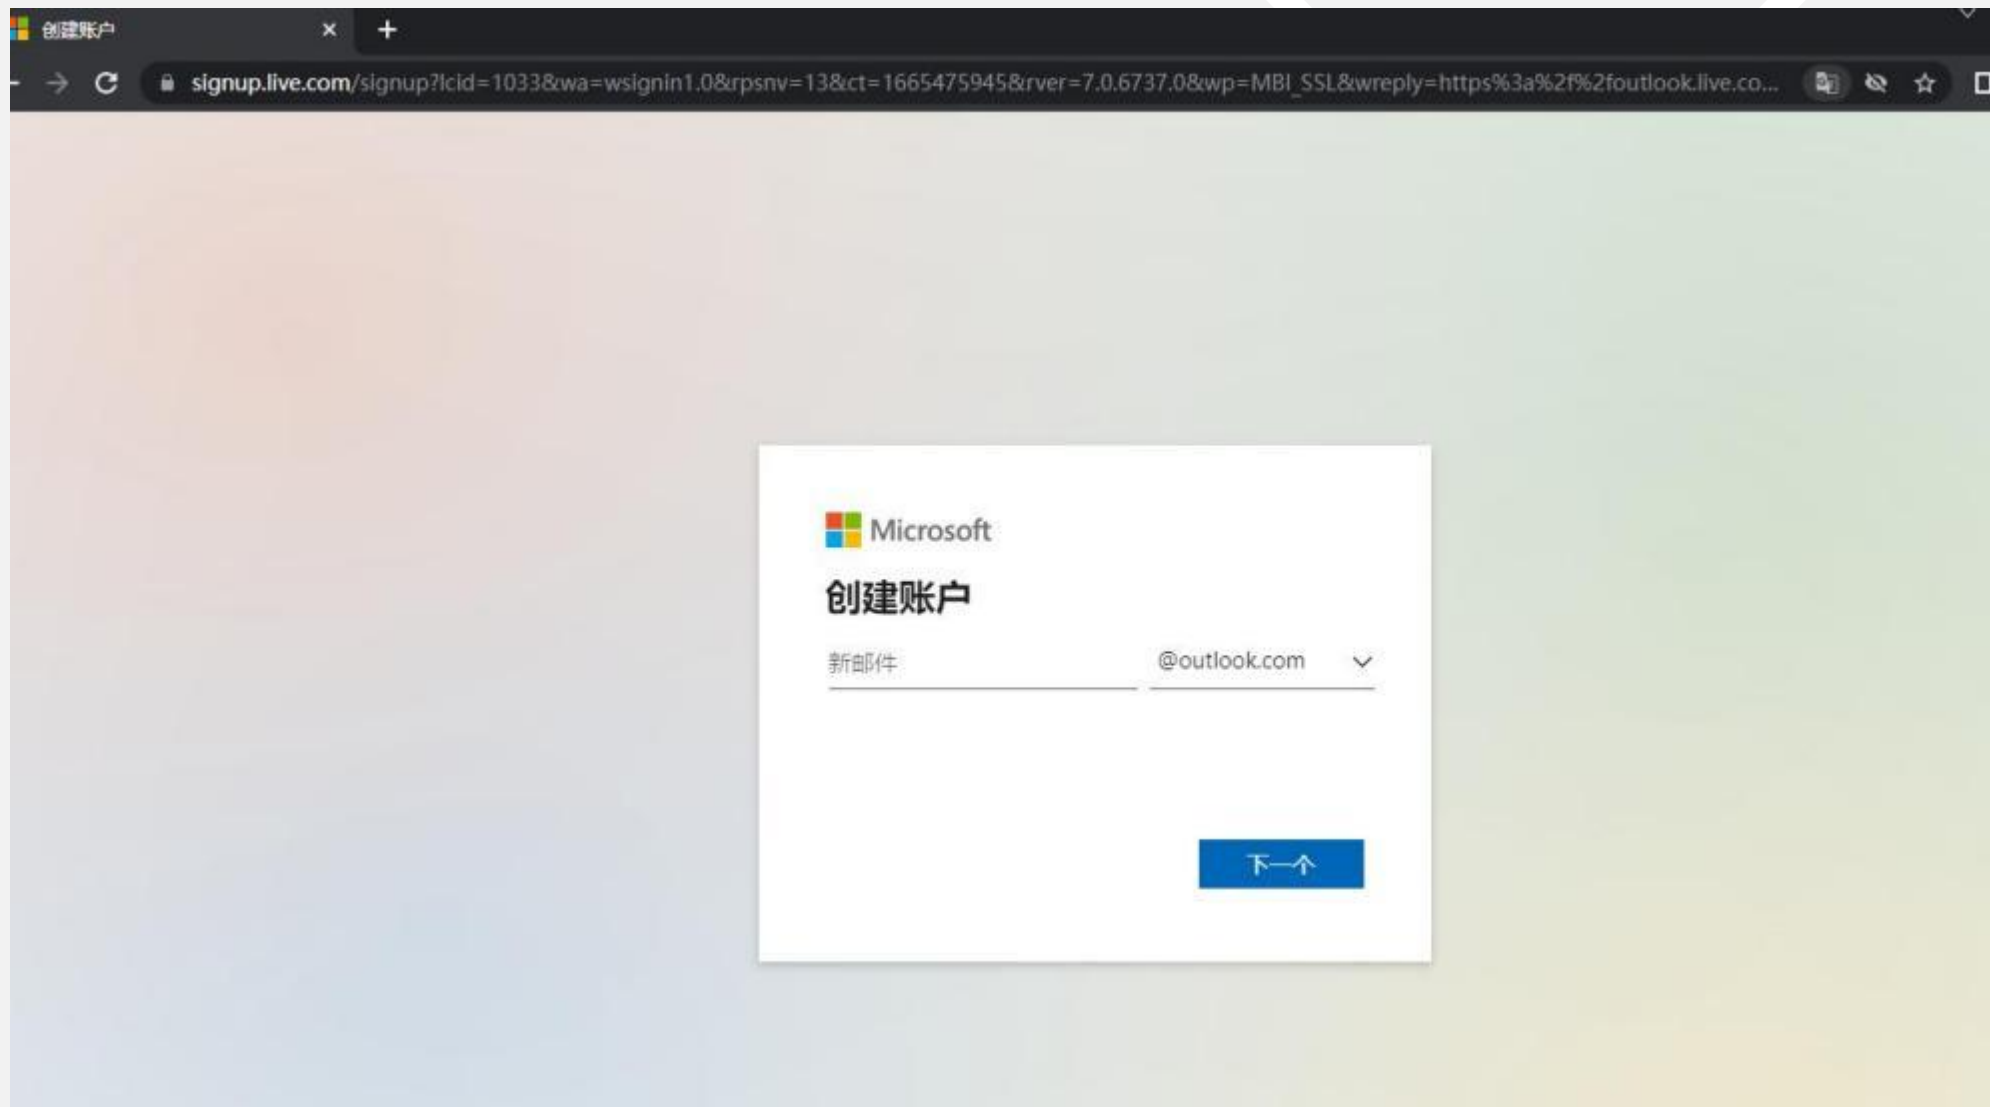 创建账户
signup.live.com/signup?lcid=1033&wa=wsignin1.0&rpsnv=13&ct=1665475945&rver=7.0.6737.0&wp=MBI_SSL&wreply=https%3a%2f%2foutlook.live.co...
Microsoft
创建账户
新邮件 @outlook.com
下一个